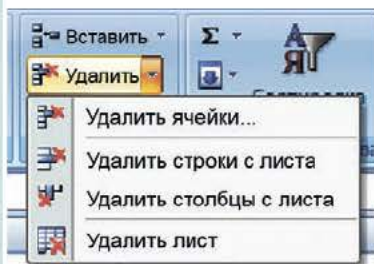 Вставить
Удалить
Удалить ячейки...
Удалить строки с листа
Удалить столбцы с листа
Удалить лист